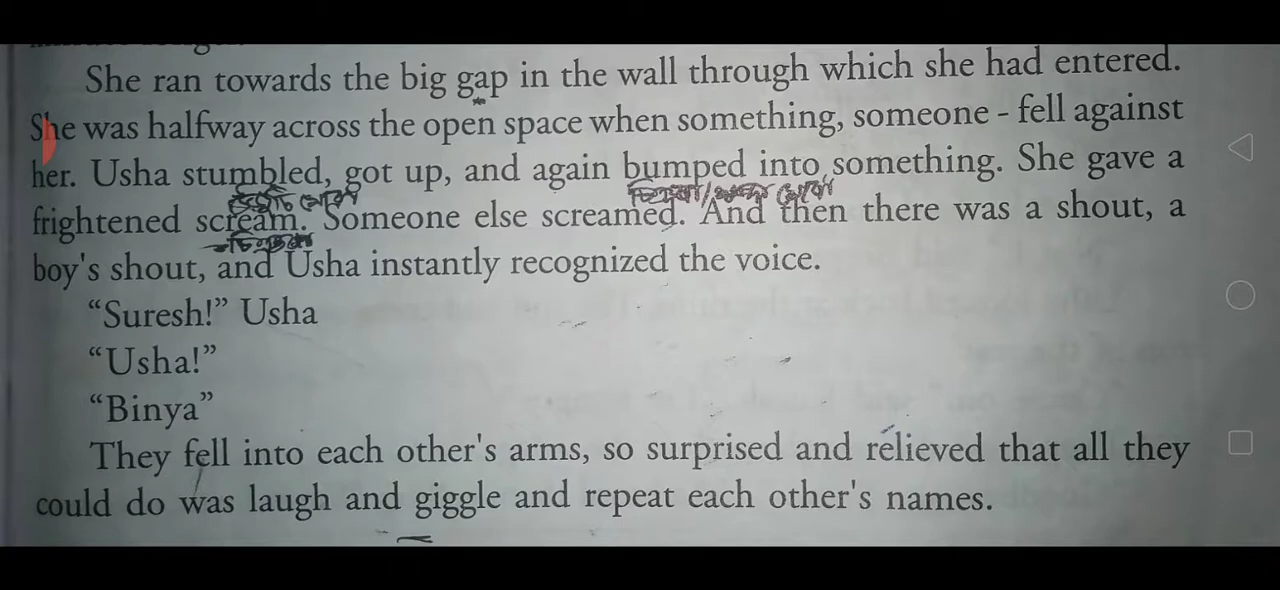 She ran towards the big gap in the wall through which she had entered.
She was halfway across the open space when something, someone - fell against
her. Usha stumbled, got up, and again bumped into something. She gave a
frightened scream. Someone else screamed. And then there was a shout, a
boy's shout, and Usha instantly recognized the voice.
“Suresh!” Usha
“Usha!”
“Binya”
They fell into each other's arms, so surprised and relieved that all they
could do was laugh and giggle and repeat each other's names.